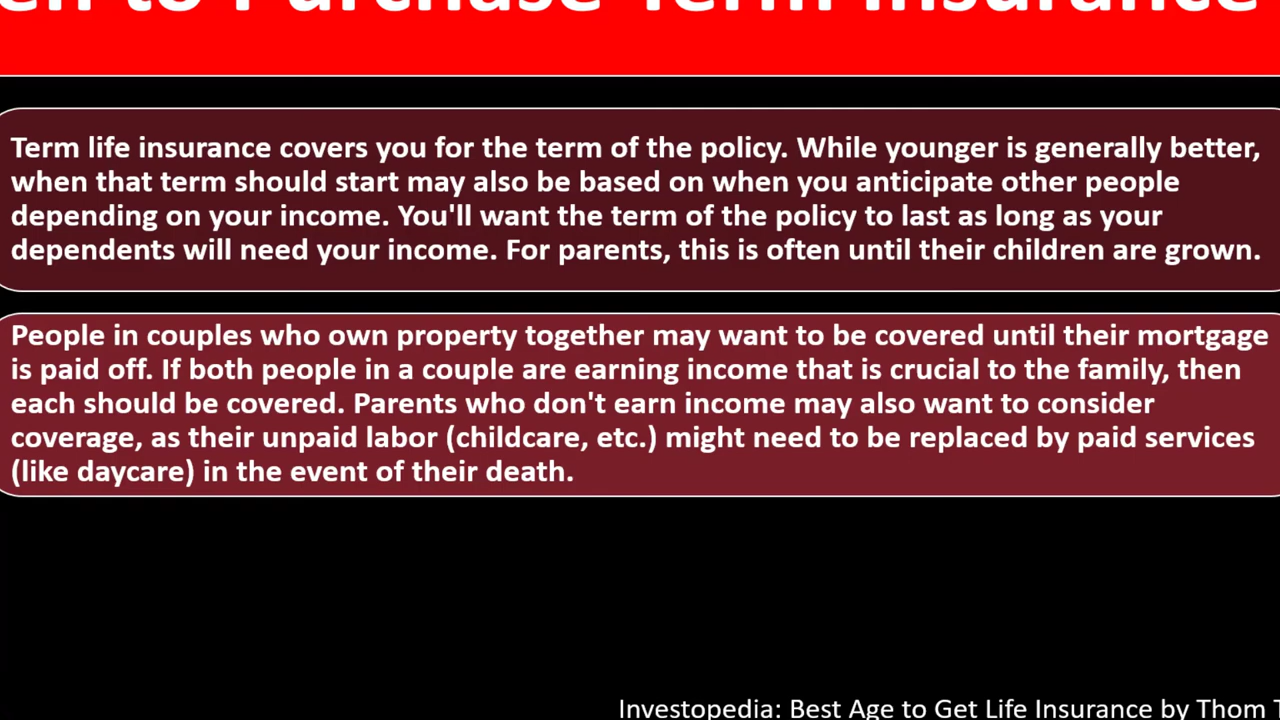 to Purchase Term Insurance
Term life insurance covers you for the term of the policy. While younger is generally better,
when that term should start may also be based on when you anticipate other people
depending on your income. You'll want the term of the policy to last as long as your
dependents will need your income. For parents, this is often until their children are grown.
People in couples who own property together may want to be covered until their mortgage
is paid off. If both people in a couple are earning income that is crucial to the family, then
each should be covered. Parents who don't earn income may also want to consider
coverage, as their unpaid labor (childcare, etc.) might need to be replaced by paid services
(like daycare) in the event of their death.
Investopedia: Best Age to Get Life Insurance by Thom